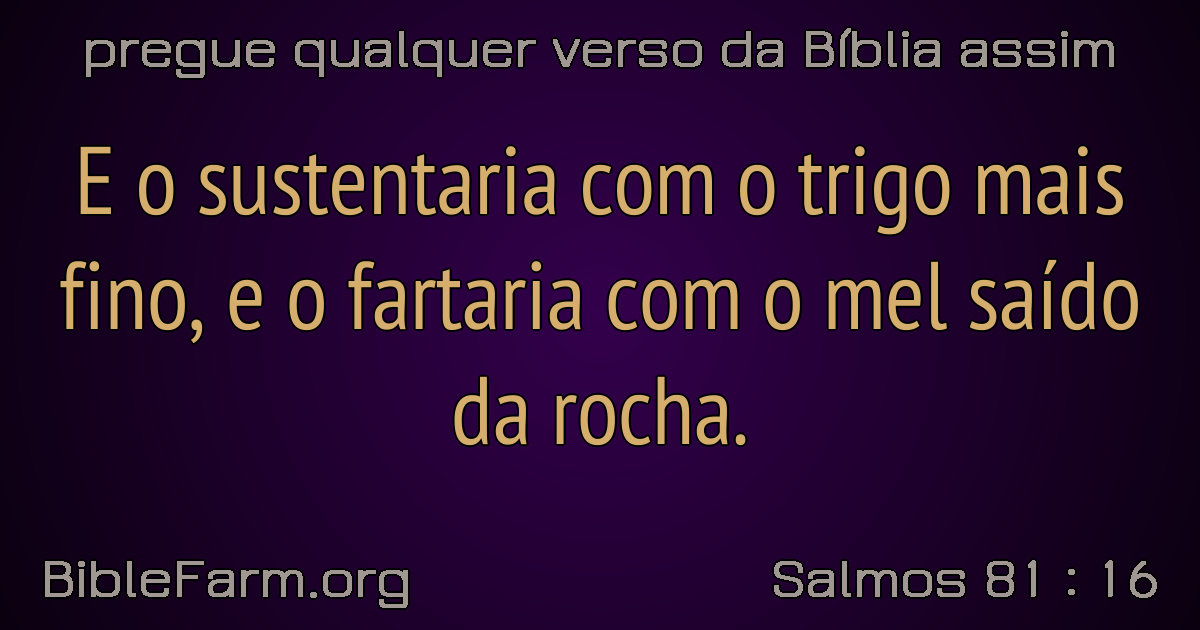 pregue qualquer verso da Bíblia assim
E o sustentaria com o trigo mais
fino, e o fartaria com o mel saído
da rocha.
BibleFarm.org
Salmos 81 : 16